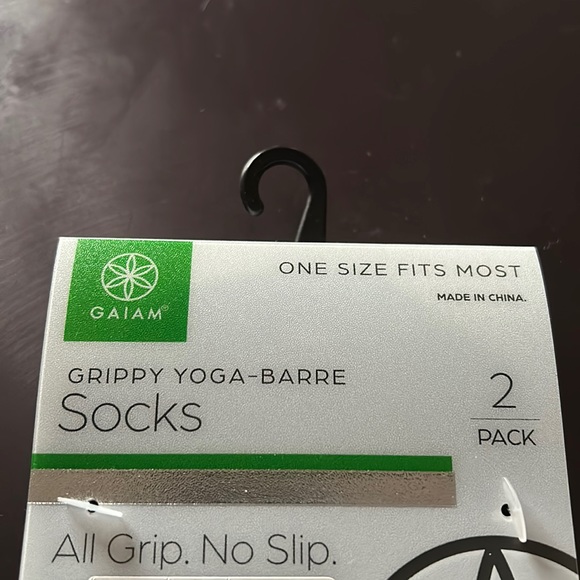 GAIAM®
ONE SIZE FITS MOST
MADE IN CHINA.
GRIPPY YOGA-BARRE
Socks
2
PACK
All Grip. No Slip.